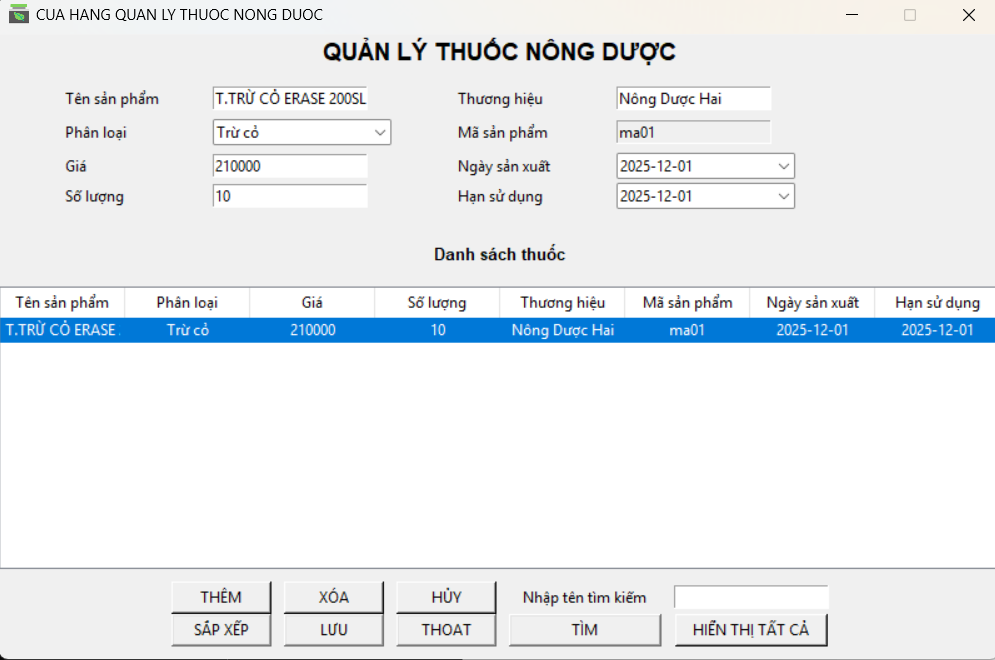 CUA HANG QUAN LY THUOC NONG DUOC
QUẢN LÝ THUỐC NÔNG DƯỢC
Tên sản phẩm T.TRỪ CỎ ERASE 200SL Thương hiệu Nông Dược Hai
Phân loại Trừ cỏ Mã sản phẩm ma01
Giá 210000 Ngày sản xuất 2025-12-01
Số lượng 10 Hạn sử dụng 2025-12-01
Danh sách thuốc
Tên sản phẩm Phân loại Giá Số lượng Thương hiệu Mã sản phẩm Ngày sản xuất Hạn sử dụng
T.TRỪ CỎ ERASE Trừ cỏ 210000 10 Nông Dược Hai ma01 2025-12-01 2025-12-01
THÊM XÓA HỦY Nhập tên tìm kiếm
SẮP XẾP LƯU THOAT TÌM HIỂN THỊ TẤT CẢ